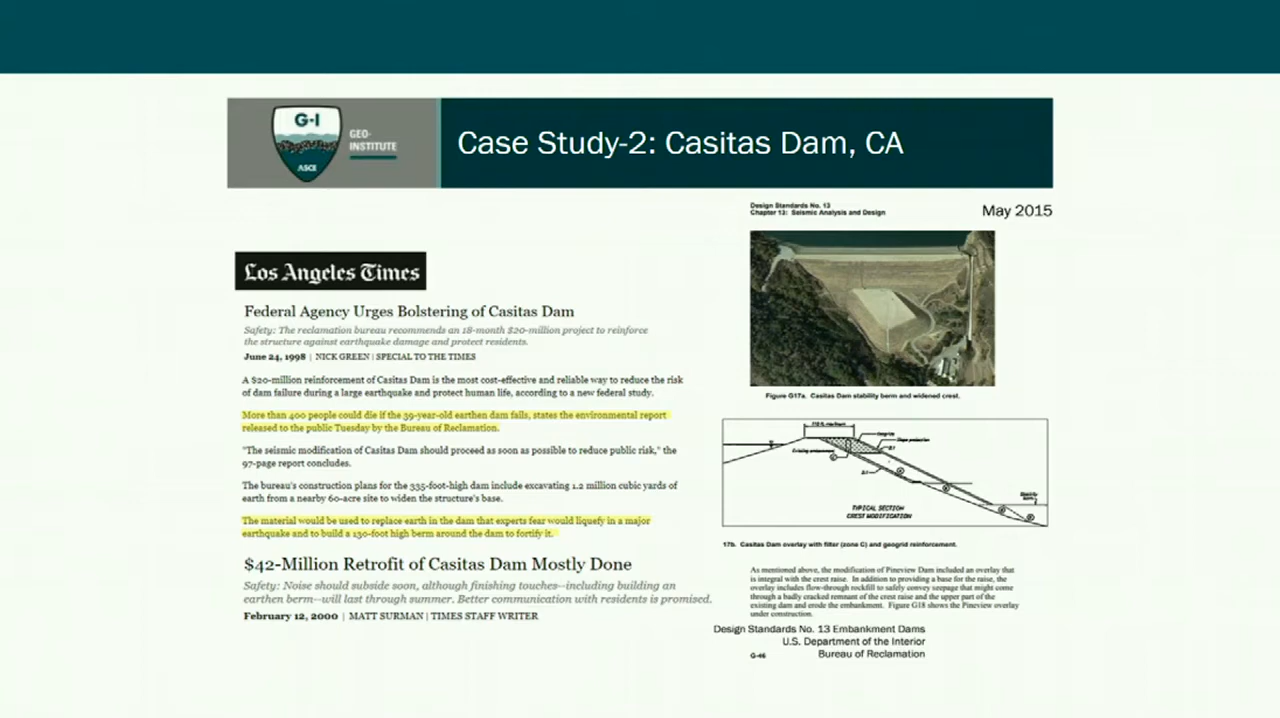 G-I
ASCE
GEO-
INSTITUTE
Case Study-2: Casitas Dam, CA
Los Angeles Times
Federal Agency Urges Bolstering of Casitas Dam
Safety: The reclamation bureau recommends an 18-month $20-million project to reinforce
the structure against earthquake damage and protect residents.
June 24, 1998 | NICK GREEN | SPECIAL TO THE TIMES
A $20-million reinforcement of Casitas Dam is the most cost-effective and reliable way to reduce the risk
of dam failure during a large earthquake and protect human life, according to a new federal study.
More than 400 people could die if the 39-year-old earthen dam fails, states the environmental report
released to the public Tuesday by the Bureau of Reclamation.
"The seismic modification of Casitas Dam should proceed as soon as possible to reduce public risk," the
97-page report concludes.
The bureau's construction plans for the 335-foot-high dam include excavating 1.2 million cubic yards of
earth from a nearby 60-acre site to widen the structure's base.
The material would be used to replace earth in the dam that experts fear would liquefy in a major
earthquake and to build a 130-foot high berm around the dam to fortify it.
$42-Million Retrofit of Casitas Dam Mostly Done
Safety: Noise should subside soon, although finishing touches--including building an
earthen berm--will last through summer. Better communication with residents is promised.
February 12, 2000 | MATT SURMAN | TIMES STAFF WRITER
Design Standards No. 13
Chapter 13: Seismic Analysis and Design
May 2015
Figure G17a. Casitas Dam stability berm and widened crest.
Geogrids
Slope protection
Existing embankment
TYPICAL SECTION
CREST MODIFICATION
17b. Casitas Dam overlay with filter (zone C) and geogrid reinforcement.
As mentioned above, the modification of Pineview Dam included an overlay that
is integral with the crest raise. In addition to providing a base for the raise, the
overlay includes flow-through rockfill to safely convey seepage that might come
through a badly cracked remnant of the crest raise and the upper part of the
existing dam and erode the embankment. Figure G18 shows the Pineview overlay
under construction.
Design Standards No. 13 Embankment Dams
U.S. Department of the Interior
G-46
Bureau of Reclamation